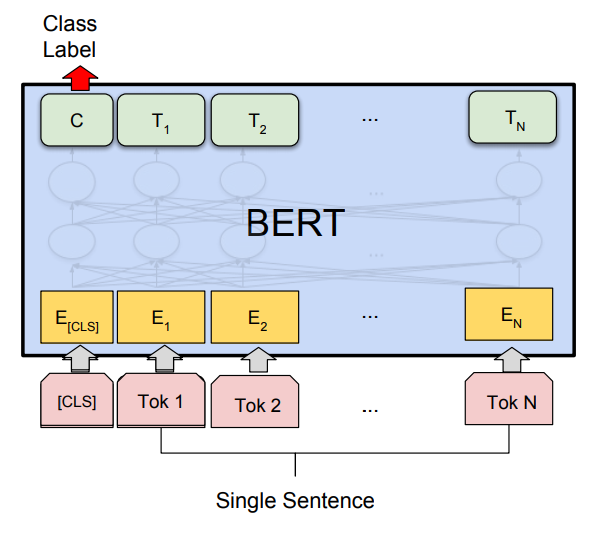 Class
Label
C T1 T2 ... TN
...
BERT
...
E[CLS] E1 E2 ... EN
[CLS] Tok 1 Tok 2 ... Tok N
Single Sentence